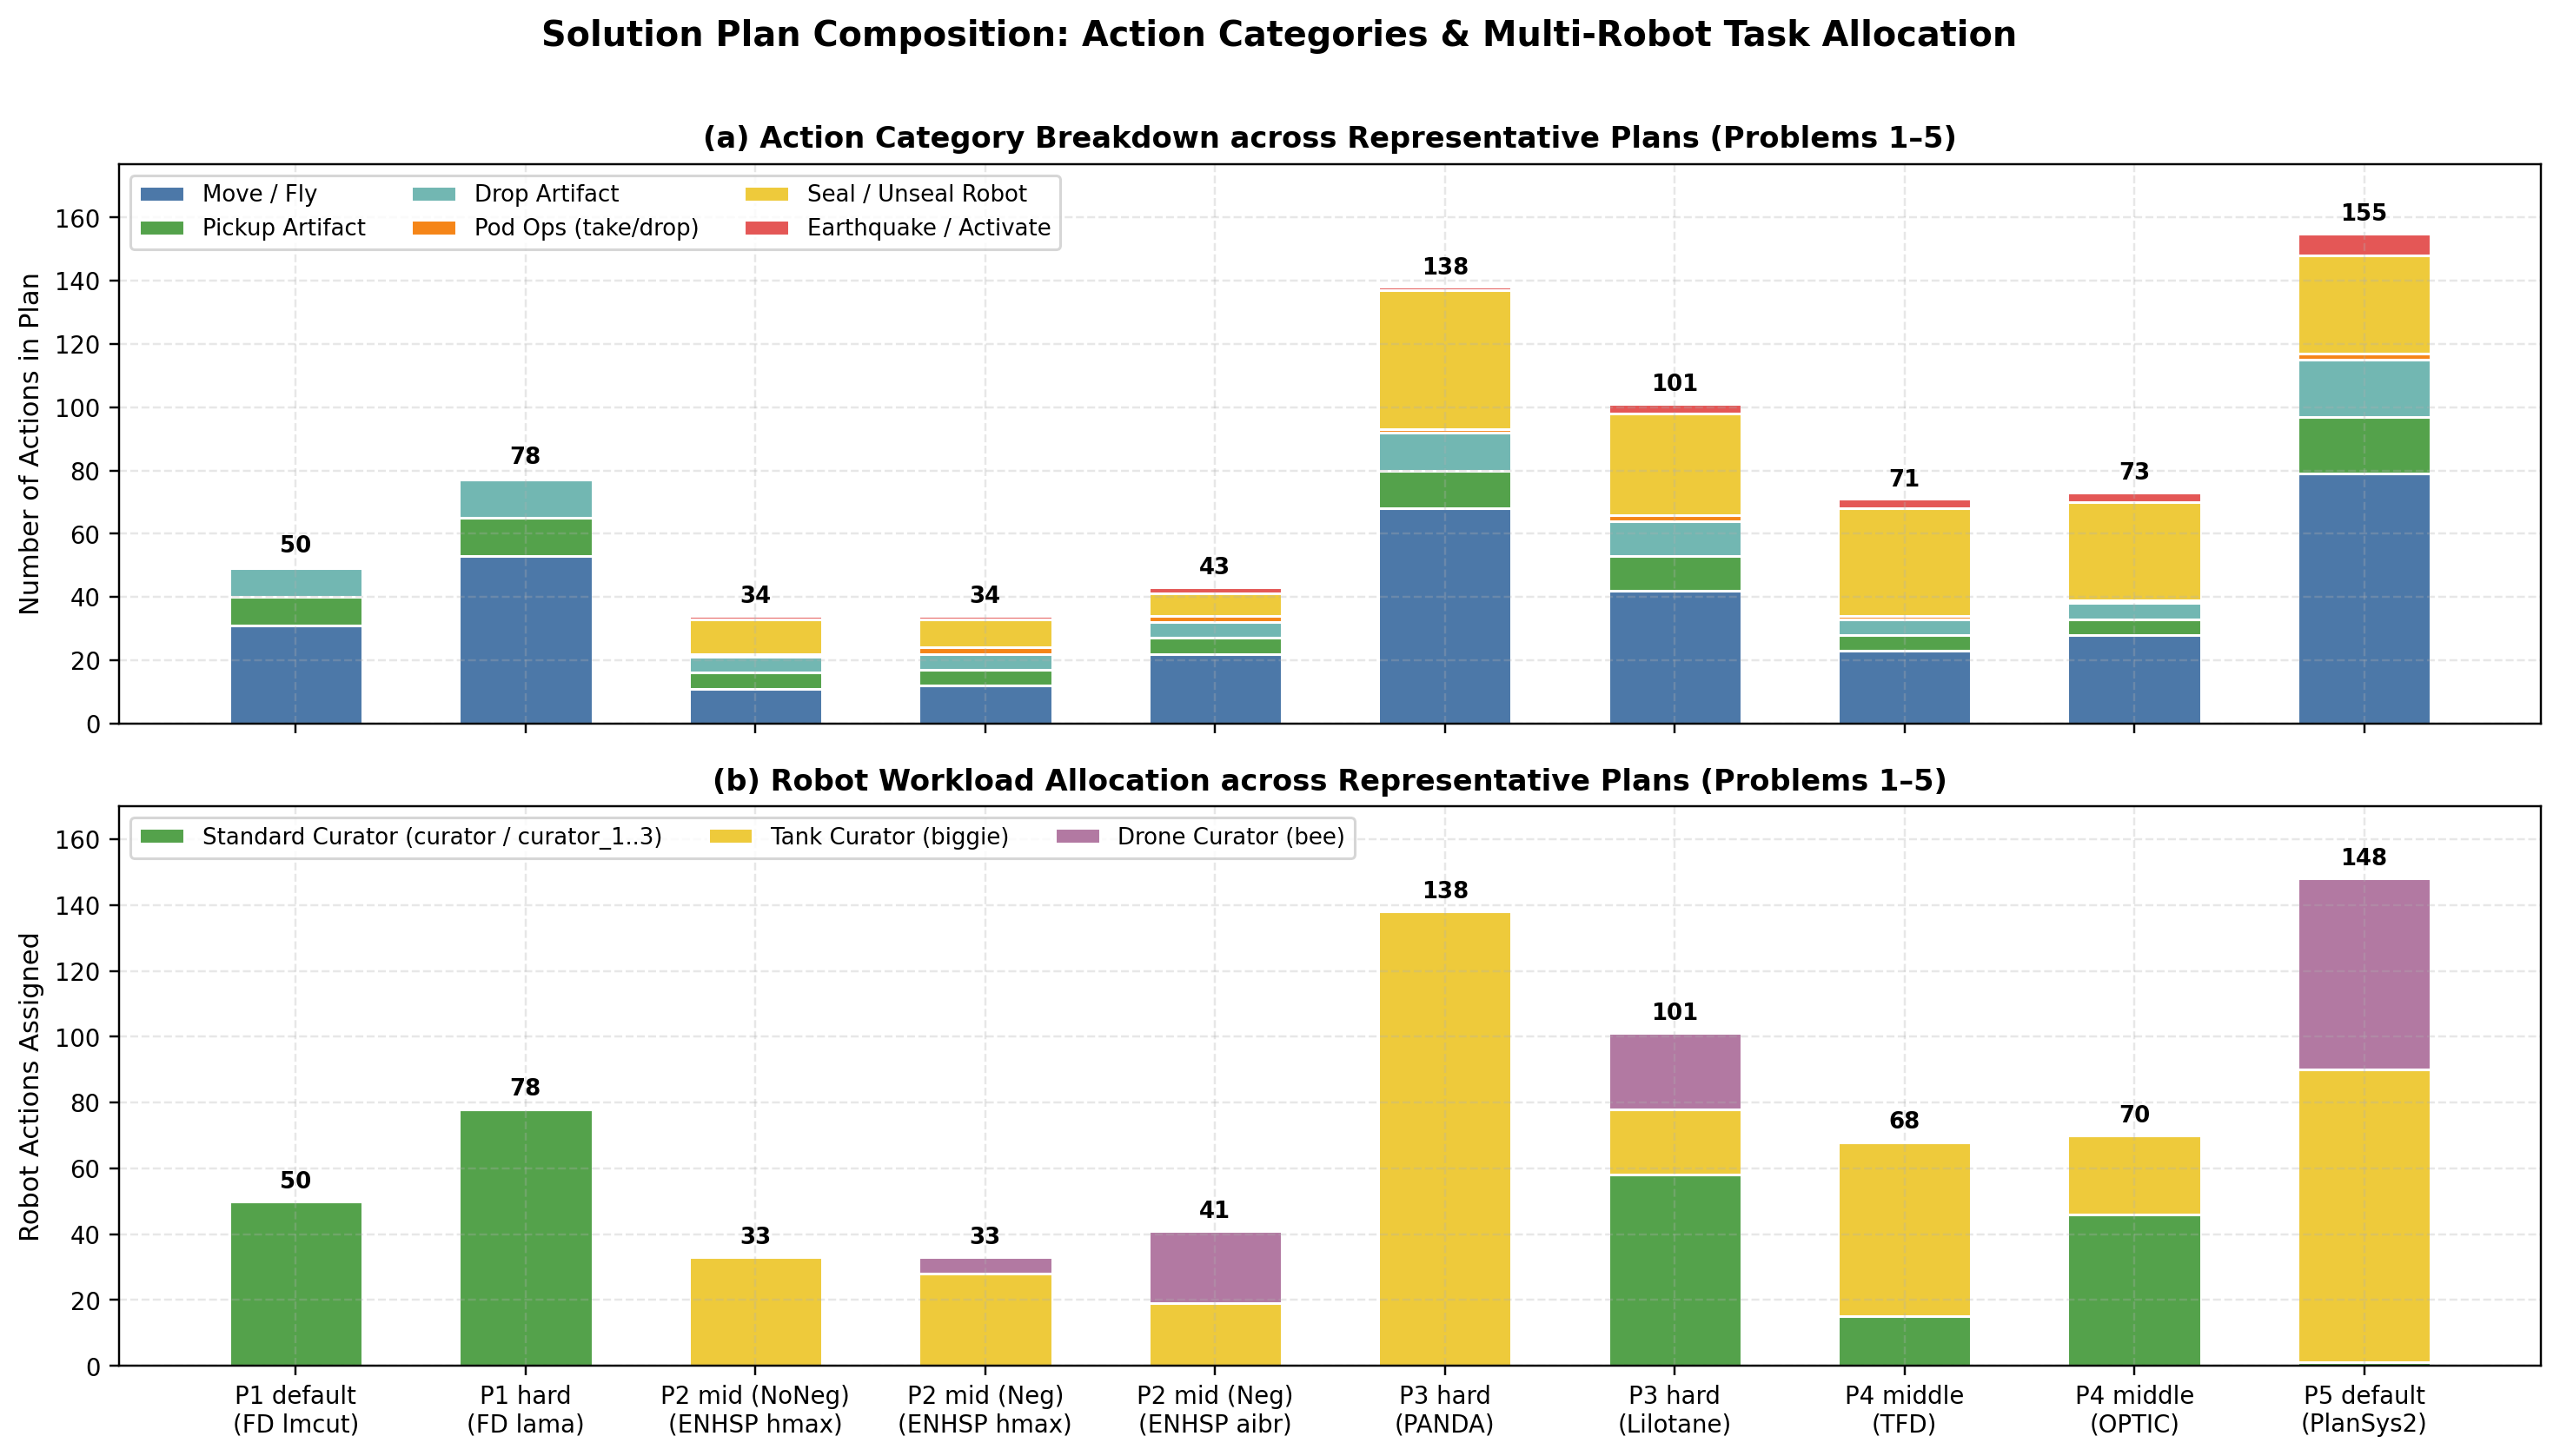 Solution Plan Composition: Action Categories & Multi-Robot Task Allocation
(a) Action Category Breakdown across Representative Plans (Problems 1–5)
Number of Actions in Plan
0
20
40
60
80
100
120
140
160
Move / Fly
Pickup Artifact
Drop Artifact
Pod Ops (take/drop)
Seal / Unseal Robot
Earthquake / Activate
50
78
34
34
43
138
101
71
73
155
(b) Robot Workload Allocation across Representative Plans (Problems 1–5)
Robot Actions Assigned
0
20
40
60
80
100
120
140
160
Standard Curator (curator / curator_1..3)
Tank Curator (biggie)
Drone Curator (bee)
50
78
33
33
41
138
101
68
70
148
P1 default
(FD lmcut)
P1 hard
(FD lama)
P2 mid (NoNeg)
(ENHSP hmax)
P2 mid (Neg)
(ENHSP hmax)
P2 mid (Neg)
(ENHSP aibr)
P3 hard
(PANDA)
P3 hard
(Lilotane)
P4 middle
(TFD)
P4 middle
(OPTIC)
P5 default
(PlanSys2)